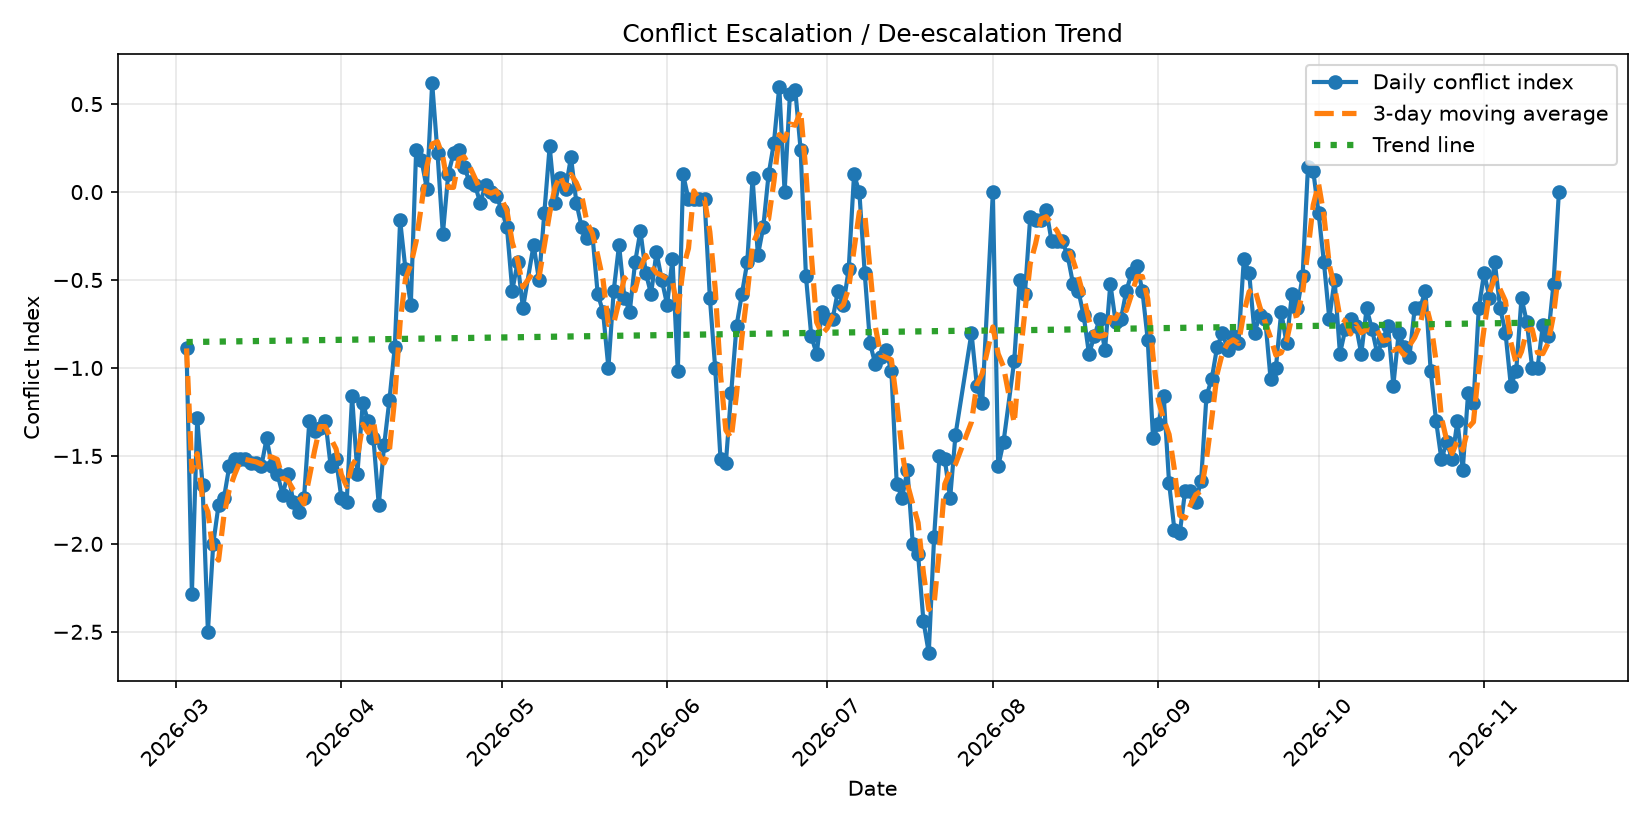 Conflict Escalation / De-escalation Trend
Daily conflict index
3-day moving average
Trend line
Conflict Index
0.5
0.0
−0.5
−1.0
−1.5
−2.0
−2.5
2026-03
2026-04
2026-05
2026-06
2026-07
2026-08
2026-09
2026-10
2026-11
Date